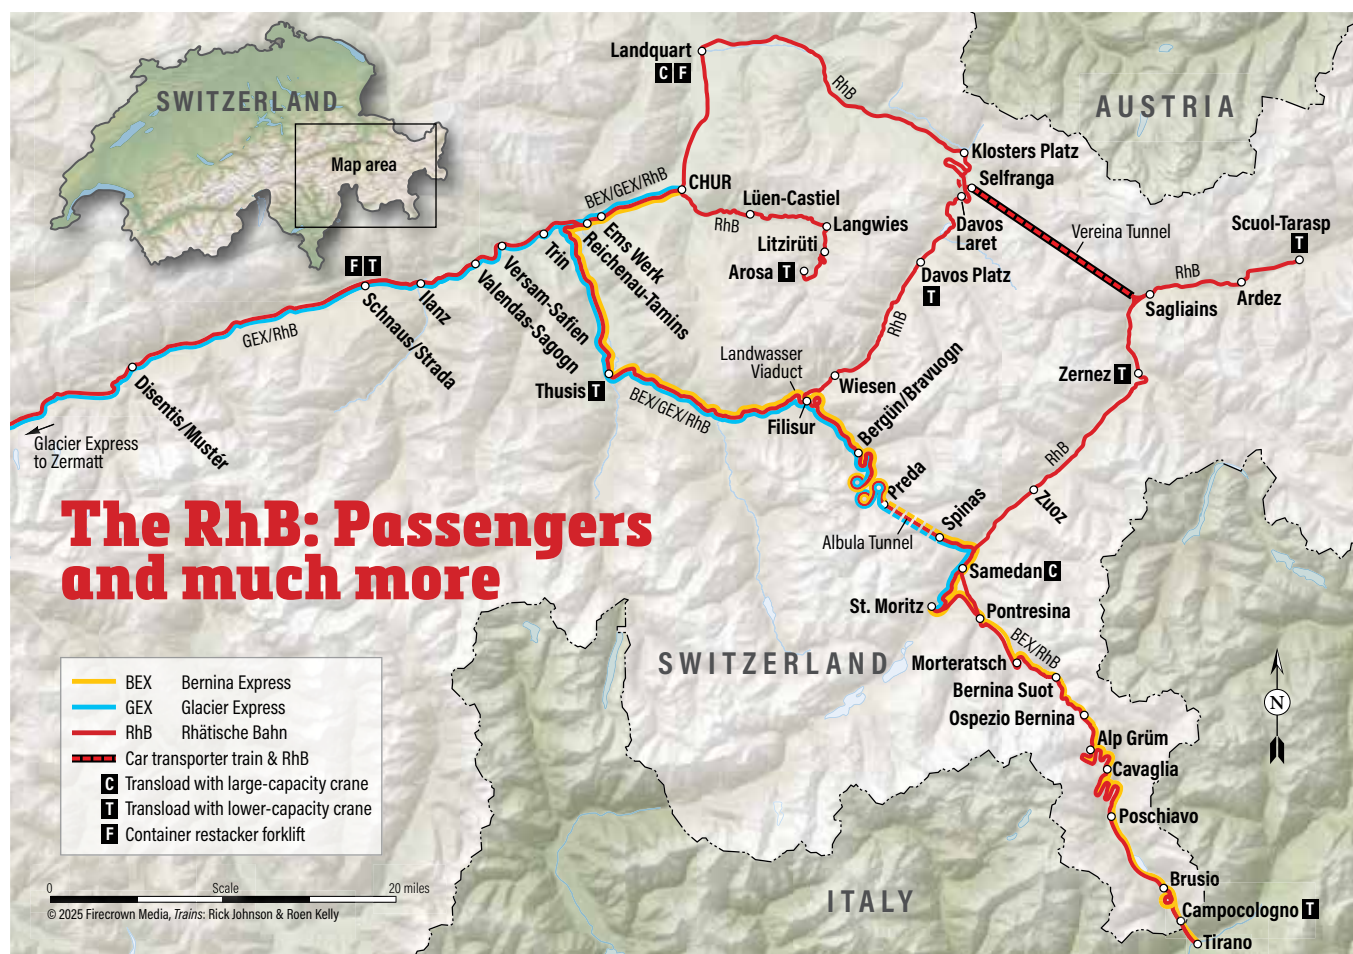 SWITZERLAND
Map area
Landquart
C F
RhB
AUSTRIA
Klosters Platz
Selfranga
BEX/GEX/RhB
CHUR
Lüen-Castiel
RhB
Langwies
Litzirüti
Arosa T
Davos
Laret
Vereina Tunnel
Scuol-Tarasp
T
RhB
Ardez
Sagliains
Davos Platz
T
RhB
Ems Werk
Reichenau-Tamins
Trin
Versam-Safien
Valendas-Sagogn
F T
Ilanz
Schnaus/Strada
GEX/RhB
Disentis/Mustér
Glacier Express
to Zermatt
Thusis T
BEX/GEX/RhB
Landwasser
Viaduct
Wiesen
Filisur
Bergün/Bravuogn
Zernez T
RhB
Zuoz
Preda
Spinas
Albula Tunnel
Samedan C
St. Moritz
Pontresina
BEX/RhB
Morteratsch
Bernina Suot
Ospezio Bernina
Alp Grüm
Cavaglia
Poschiavo
Brusio
Campocologno T
Tirano
SWITZERLAND
ITALY
N
The RhB: Passengers
and much more
BEX Bernina Express
GEX Glacier Express
RhB Rhätische Bahn
Car transporter train & RhB
C Transload with large-capacity crane
T Transload with lower-capacity crane
F Container restacker forklift
0 Scale 20 miles
© 2025 Firecrown Media, Trains: Rick Johnson & Roen Kelly